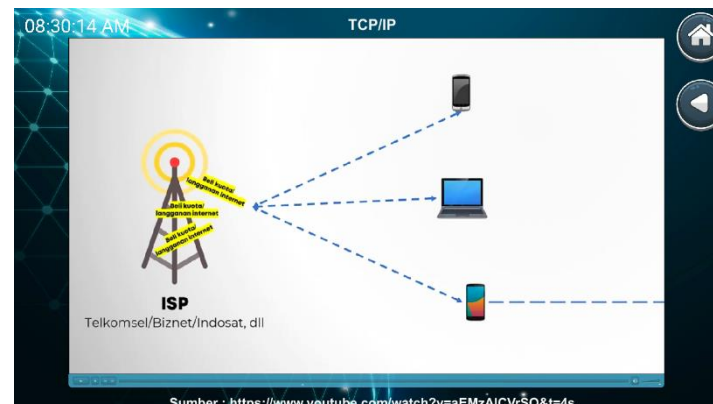 08:30:14 AM
TCP/IP
Beli kuota/
langganan internet
Beli kuota/
langganan internet
Beli kuota/
langganan internet
ISP
Telkomsel/Biznet/Indosat, dll
Sumber : https://www.youtube.com/watch?v=aEMzAICVrSQ&t=4s